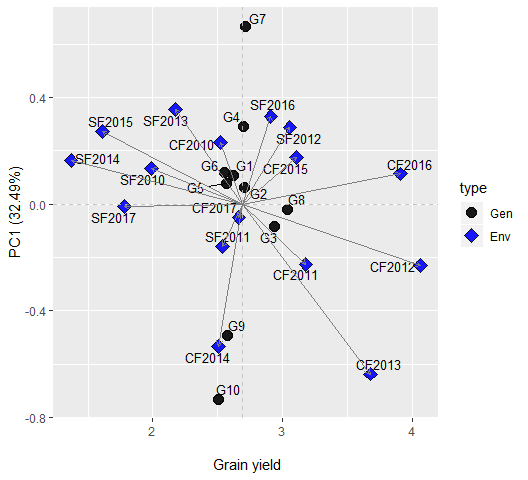 G7
0.4
SF2016
G4
SF2015
SF2013
SF2012
CF2010
SF2014
G6
G1
CF2015
CF2016
SF2010
G5
G2
type
0.0
SF2017
CF2017
G8
Gen
SF2011
G3
Env
CF2011
CF2012
PC1 (32.49%)
-0.4
G9
CF2014
CF2013
G10
-0.8
2
3
4
Grain yield